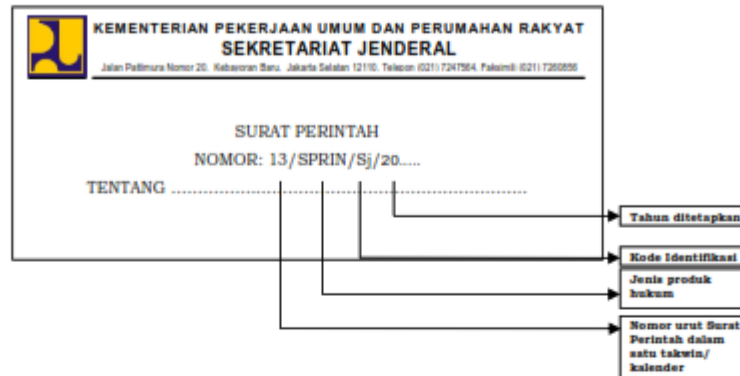 KEMENTERIAN PEKERJAAN UMUM DAN PERUMAHAN RAKYAT
SEKRETARIAT JENDERAL
Jalan Pattimura Nomor 20. Kebayoran Baru. Jakarta Selatan 12110, Telepon (021) 7247564, Faksimili (021) 7260856
SURAT PERINTAH
NOMOR: 13/SPRIN/Sj/20.....
TENTANG ................................................................................
Tahun ditetapkan
Kode Identifikasi
Jenis produk
hukum
Nomor urut Surat
Perintah dalam
satu takwin/
kalender